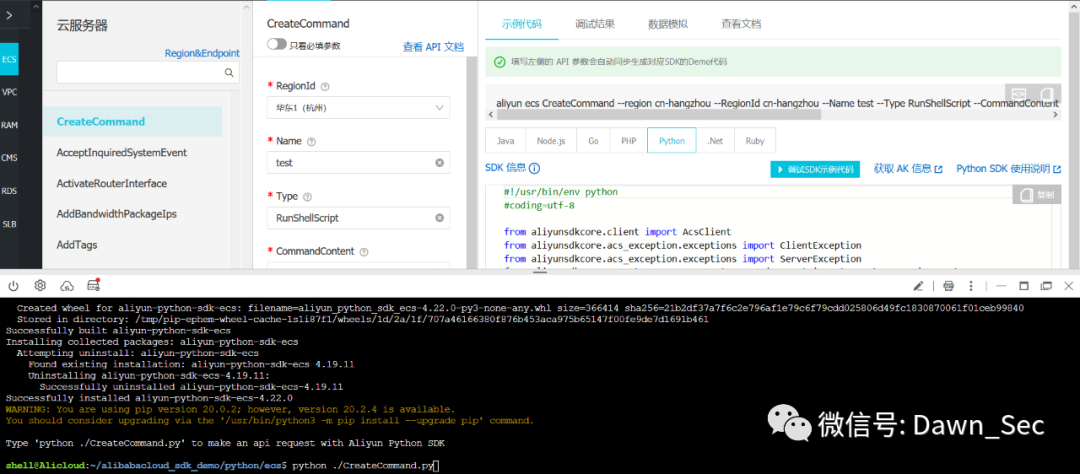 云服务器
Region&Endpoint
ECS
VPC
RAM
CMS
RDS
SLB
CreateCommand
AcceptInquiredSystemEvent
ActivateRouterInterface
AddBandwidthPackageIps
AddTags
CreateCommand
只看必填参数
查看 API 文档
* RegionId
华东1（杭州）
* Name
test
* Type
RunShellScript
* CommandContent
示例代码
调试结果
数据模拟
查看文档
填写左侧的 API 参数会自动同步生成对应SDK的Demo代码
aliyun ecs CreateCommand --region cn-hangzhou --RegionId cn-hangzhou --Name test --Type RunShellScript --CommandContent
Java
Node.js
Go
PHP
Python
.Net
Ruby
SDK 信息
调试SDK示例代码
获取 AK 信息
Python SDK 使用说明
复制
#!/usr/bin/env python
#coding=utf-8
from aliyunsdkcore.client import AcsClient
from aliyunsdkcore.acs_exception.exceptions import ClientException
from aliyunsdkcore.acs_exception.exceptions import ServerException
Created wheel for aliyun-python-sdk-ecs: filename=aliyun_python_sdk_ecs-4.22.0-py3-none-any.whl size=366414 sha256=21b2df37a7f6c2e796af1e79c6f79cdd025806d49fc1830870061f01ceb99840
Stored in directory: /tmp/pip-ephem-wheel-cache-1s1i87f1/wheels/1d/2a/1f/707a46166380f876b453aca975b65147f00fe9de7d1691b461
Successfully built aliyun-python-sdk-ecs
Installing collected packages: aliyun-python-sdk-ecs
Attempting uninstall: aliyun-python-sdk-ecs
Found existing installation: aliyun-python-sdk-ecs 4.19.11
Uninstalling aliyun-python-sdk-ecs-4.19.11:
Successfully uninstalled aliyun-python-sdk-ecs-4.19.11
Successfully installed aliyun-python-sdk-ecs-4.22.0
WARNING: You are using pip version 20.0.2; however, version 20.2.4 is available.
You should consider upgrading via the '/usr/bin/python3 -m pip install --upgrade pip' command.
Type 'python ./CreateCommand.py' to make an api request with Aliyun Python SDK
shell@Alicloud:~/alibabacloud_sdk_demo/python/ecs$ python ./CreateCommand.py
微信号: Dawn_Sec